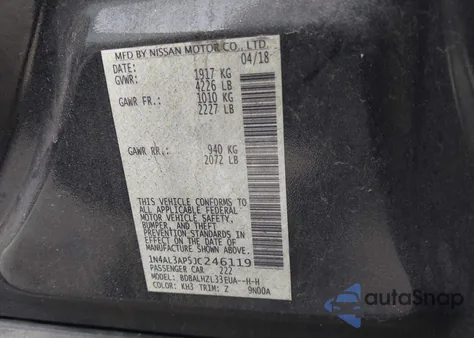 MFD BY NISSAN MOTOR CO., LTD.
DATE: 04/18
GVWR: 1917 KG
4226 LB
GAWR FR.: 1010 KG
2227 LB
GAWR RR.: 940 KG
2072 LB
THIS VEHICLE CONFORMS TO
ALL APPLICABLE FEDERAL
MOTOR VEHICLE SAFETY,
BUMPER, AND THEFT
PREVENTION STANDARDS
IN EFFECT ON THE DATE OF
MANUFACTURE SHOWN ABOVE.
1N4AL3AP5JC246119
PASSENGER CAR 222
MODEL: BDBALHZL33EUA--H-H
COLOR: KH3 TRIM: Z 9N00A
autoSnap
by Carfast